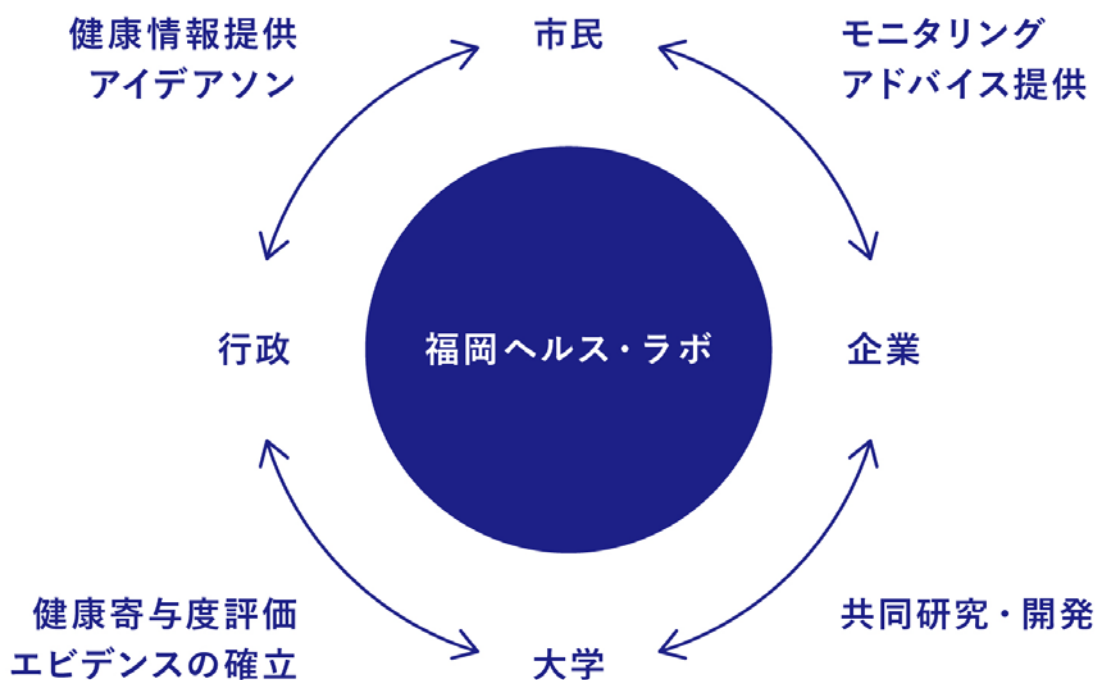 健康情報提供
アイデアソン
市民
モニタリング
アドバイス提供
行政
福岡ヘルス・ラボ
企業
健康寄与度評価
エビデンスの確立
大学
共同研究・開発